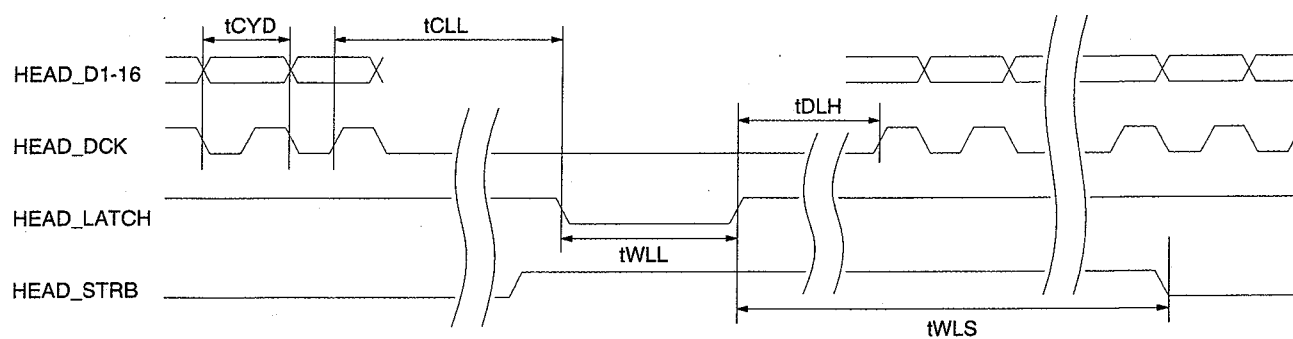 tCYD
tCLL
HEAD_D1-16
tDLH
HEAD_DCK
HEAD_LATCH
tWLL
HEAD_STRB
tWLS